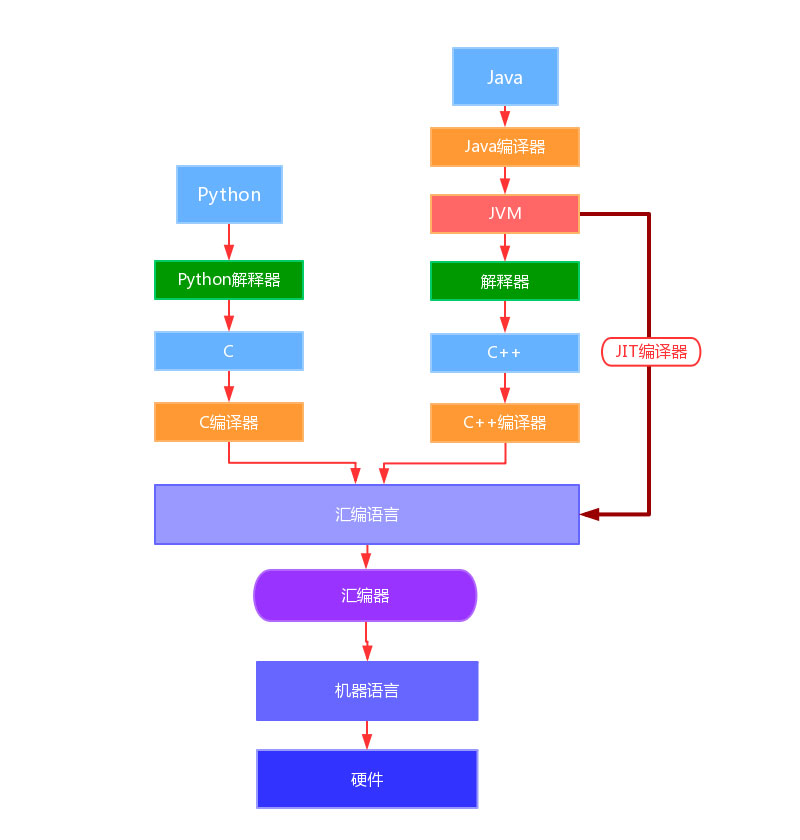 Java
Java编译器
Python
JVM
Python解释器
解释器
C
C++
JIT编译器
C编译器
C++编译器
汇编语言
汇编器
机器语言
硬件